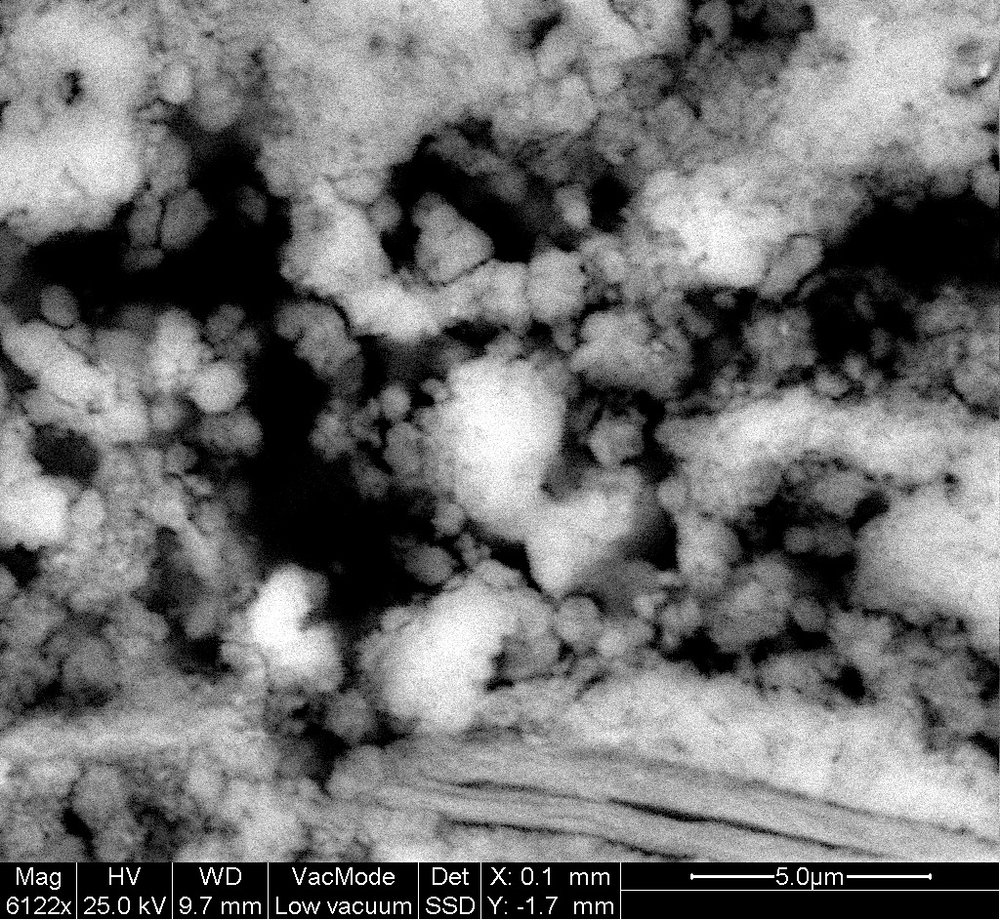 Mag HV WD VacMode Det X: 0.1 mm 5.0µm
6122x 25.0 kV 9.7 mm Low vacuum SSD Y: -1.7 mm